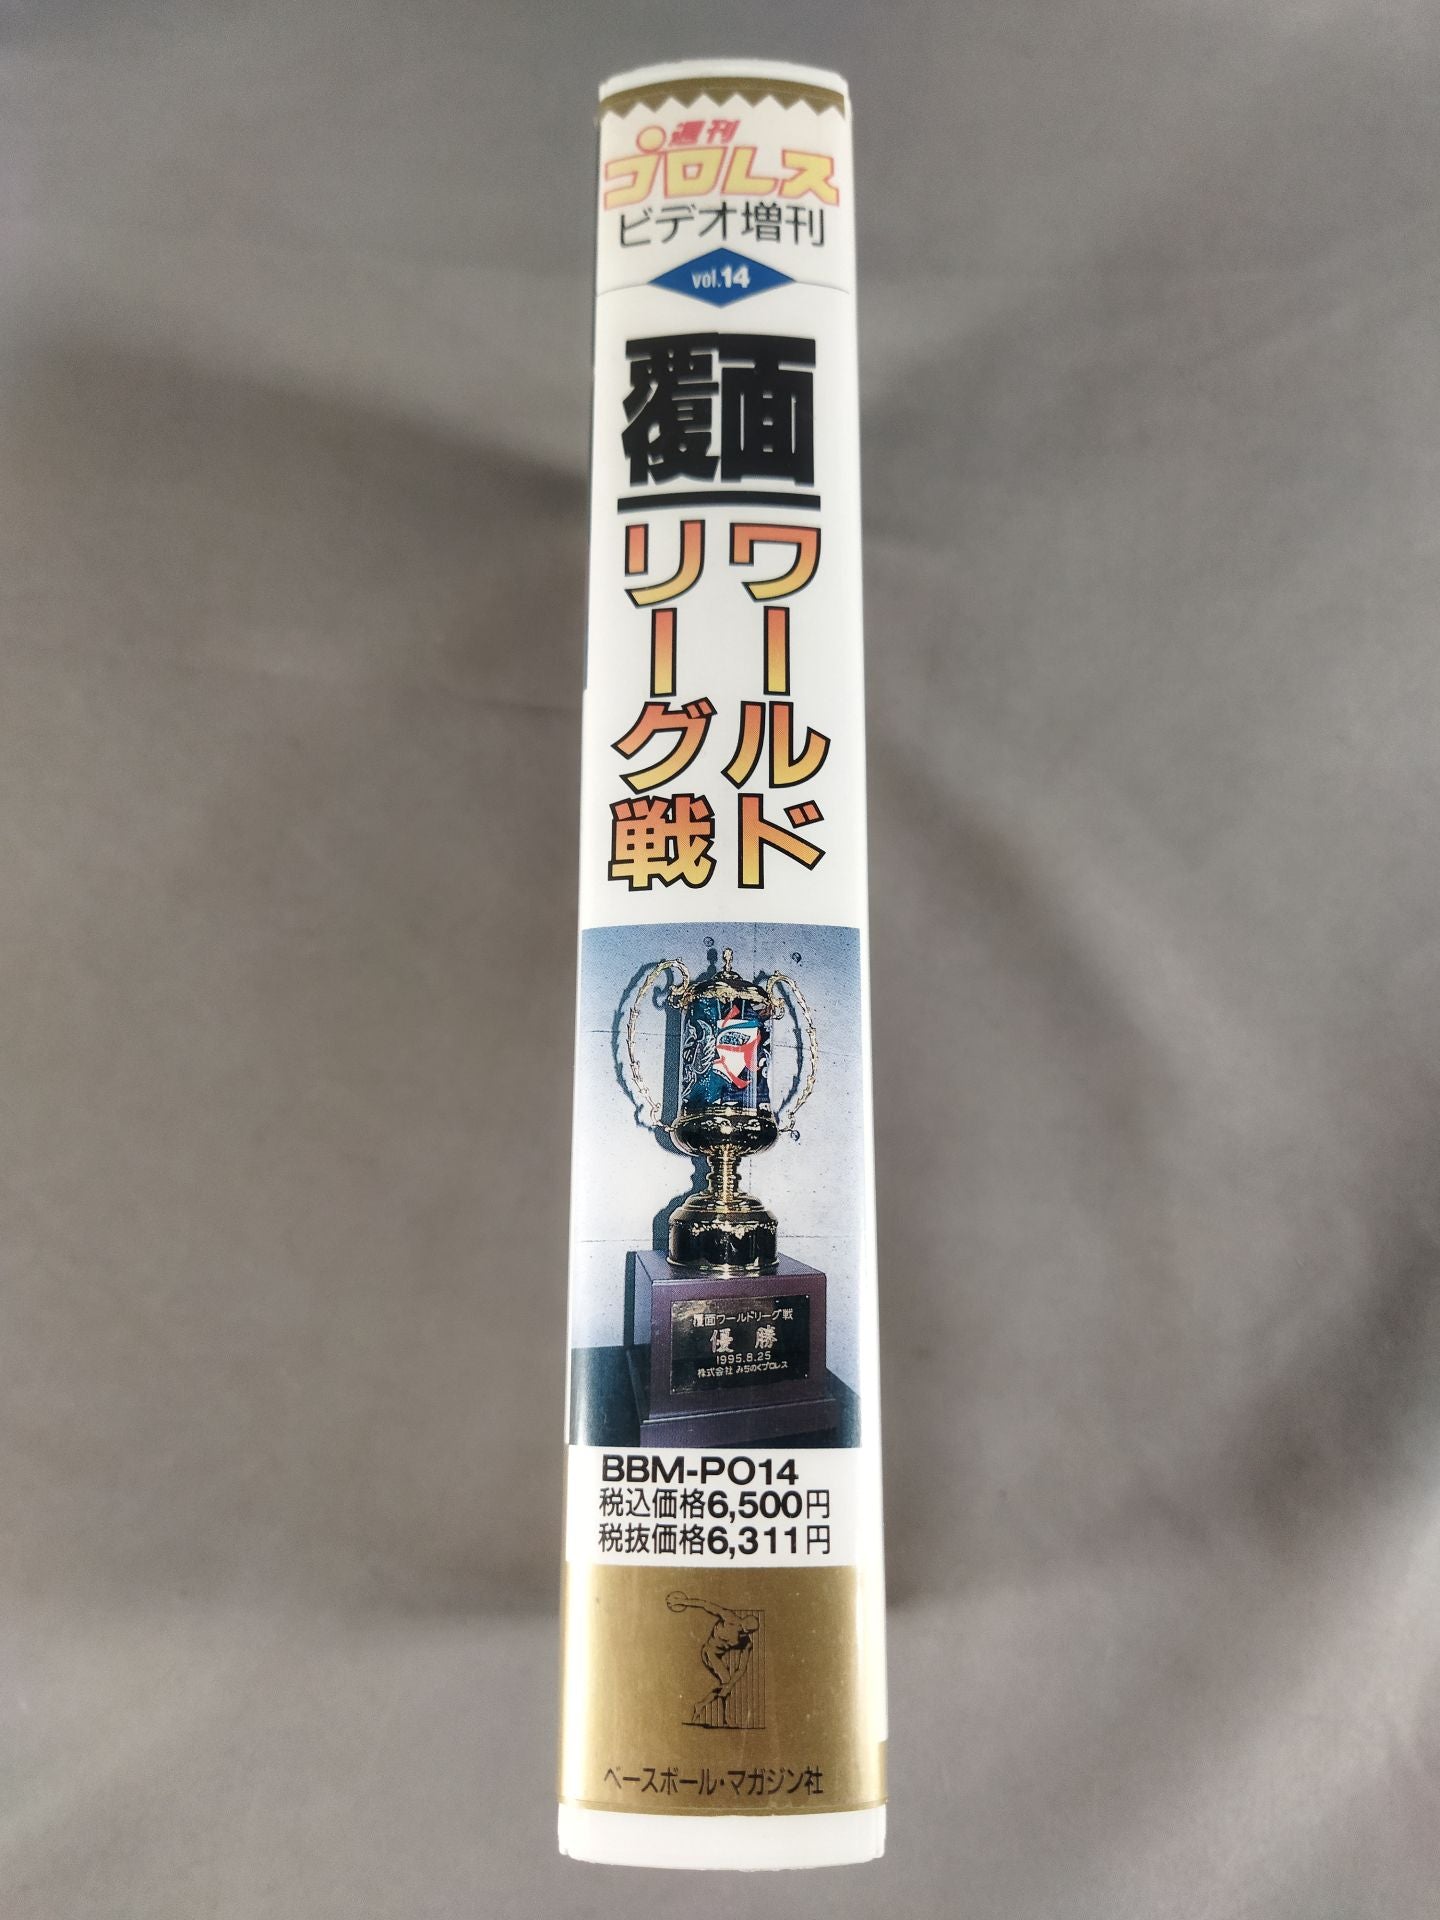 週刊
プロレス
ビデオ増刊
vol.14
覆面
ワールド
リーグ戦
覆面ワールドリーグ戦
優勝
1995.8.25
株式会社 みちのくプロレス
BBM-PO14
税込価格6,500円
税抜価格6,311円
ベースボール・マガジン社